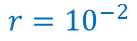 r = 10⁻²